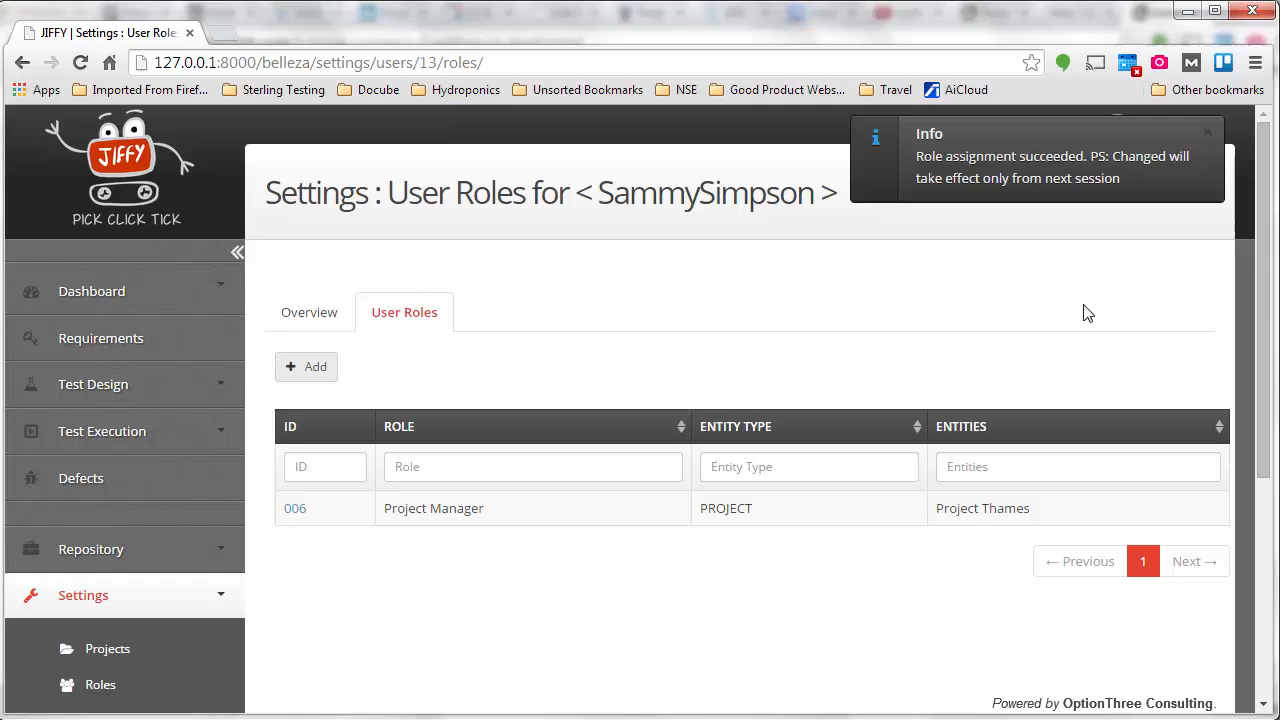 JIFFY | Settings : User Role
127.0.0.1:8000/belleza/settings/users/13/roles/
Apps Imported From Firef... Sterling Testing Docube Hydroponics Unsorted Bookmarks NSE Good Product Webs... Travel AiCloud Other bookmarks
JIFFY
PICK CLICK TICK
Settings : User Roles for < SammySimpson >
Info
Role assignment succeeded. PS: Changed will
take effect only from next session
Dashboard
Requirements
Test Design
Test Execution
Defects
Repository
Settings
Projects
Roles
Overview User Roles
+ Add
ID ROLE ENTITY TYPE ENTITIES
ID Role Entity Type Entities
006 Project Manager PROJECT Project Thames
← Previous 1 Next →
Powered by OptionThree Consulting.